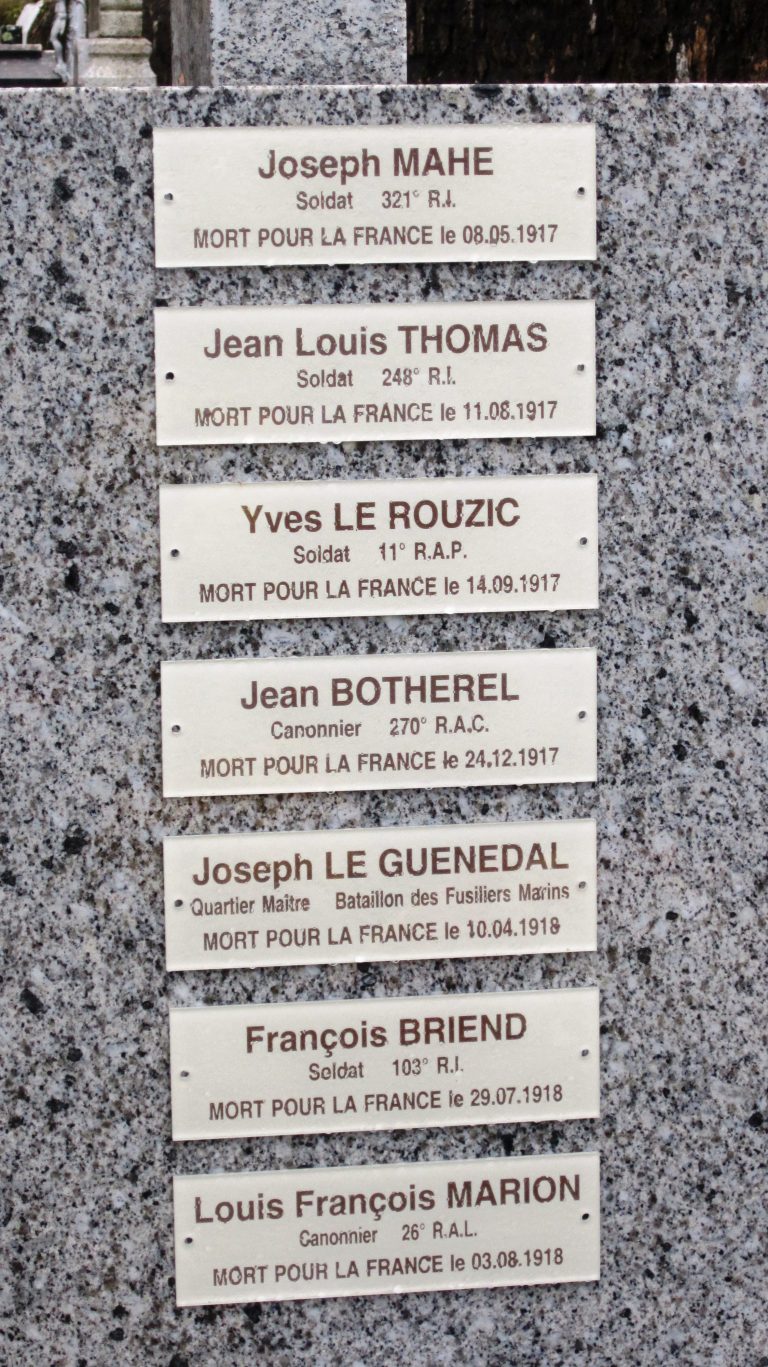 Joseph MAHE
Soldat 321° R.I.
MORT POUR LA FRANCE le 08.05.1917
Jean Louis THOMAS
Soldat 248° R.I.
MORT POUR LA FRANCE le 11.08.1917
Yves LE ROUZIC
Soldat 11° R.A.P.
MORT POUR LA FRANCE le 14.09.1917
Jean BOTHEREL
Canonnier 270° R.A.C.
MORT POUR LA FRANCE le 24.12.1917
Joseph LE GUENEDAL
Quartier Maître Bataillon des Fusiliers Marins
MORT POUR LA FRANCE le 10.04.1918
François BRIEND
Soldat 103° R.I.
MORT POUR LA FRANCE le 29.07.1918
Louis François MARION
Canonnier 26° R.A.L.
MORT POUR LA FRANCE le 03.08.1918